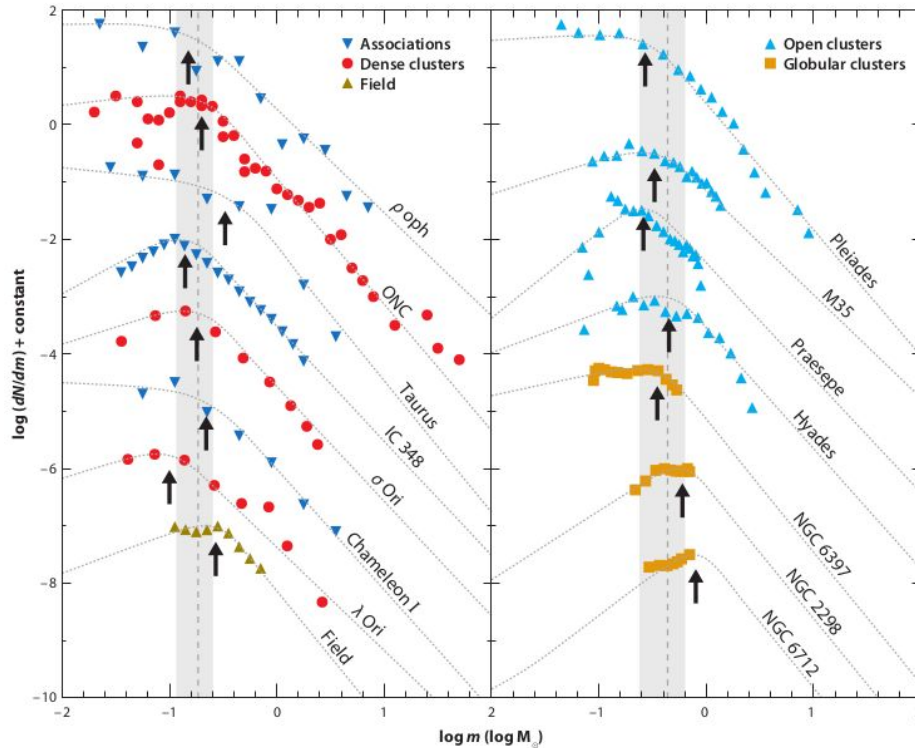 2
0
−2
−4
−6
−8
−10
log (dN/dm) + constant
Associations
Dense clusters
Field
ρ oph
ONC
Taurus
IC 348
σ Ori
Chameleon I
λ Ori
Field
−2
−1
0
1
Open clusters
Globular clusters
Pleiades
M35
Praesepe
Hyades
NGC 6397
NGC 2298
NGC 6712
2
−1
0
log m (log M⊙)